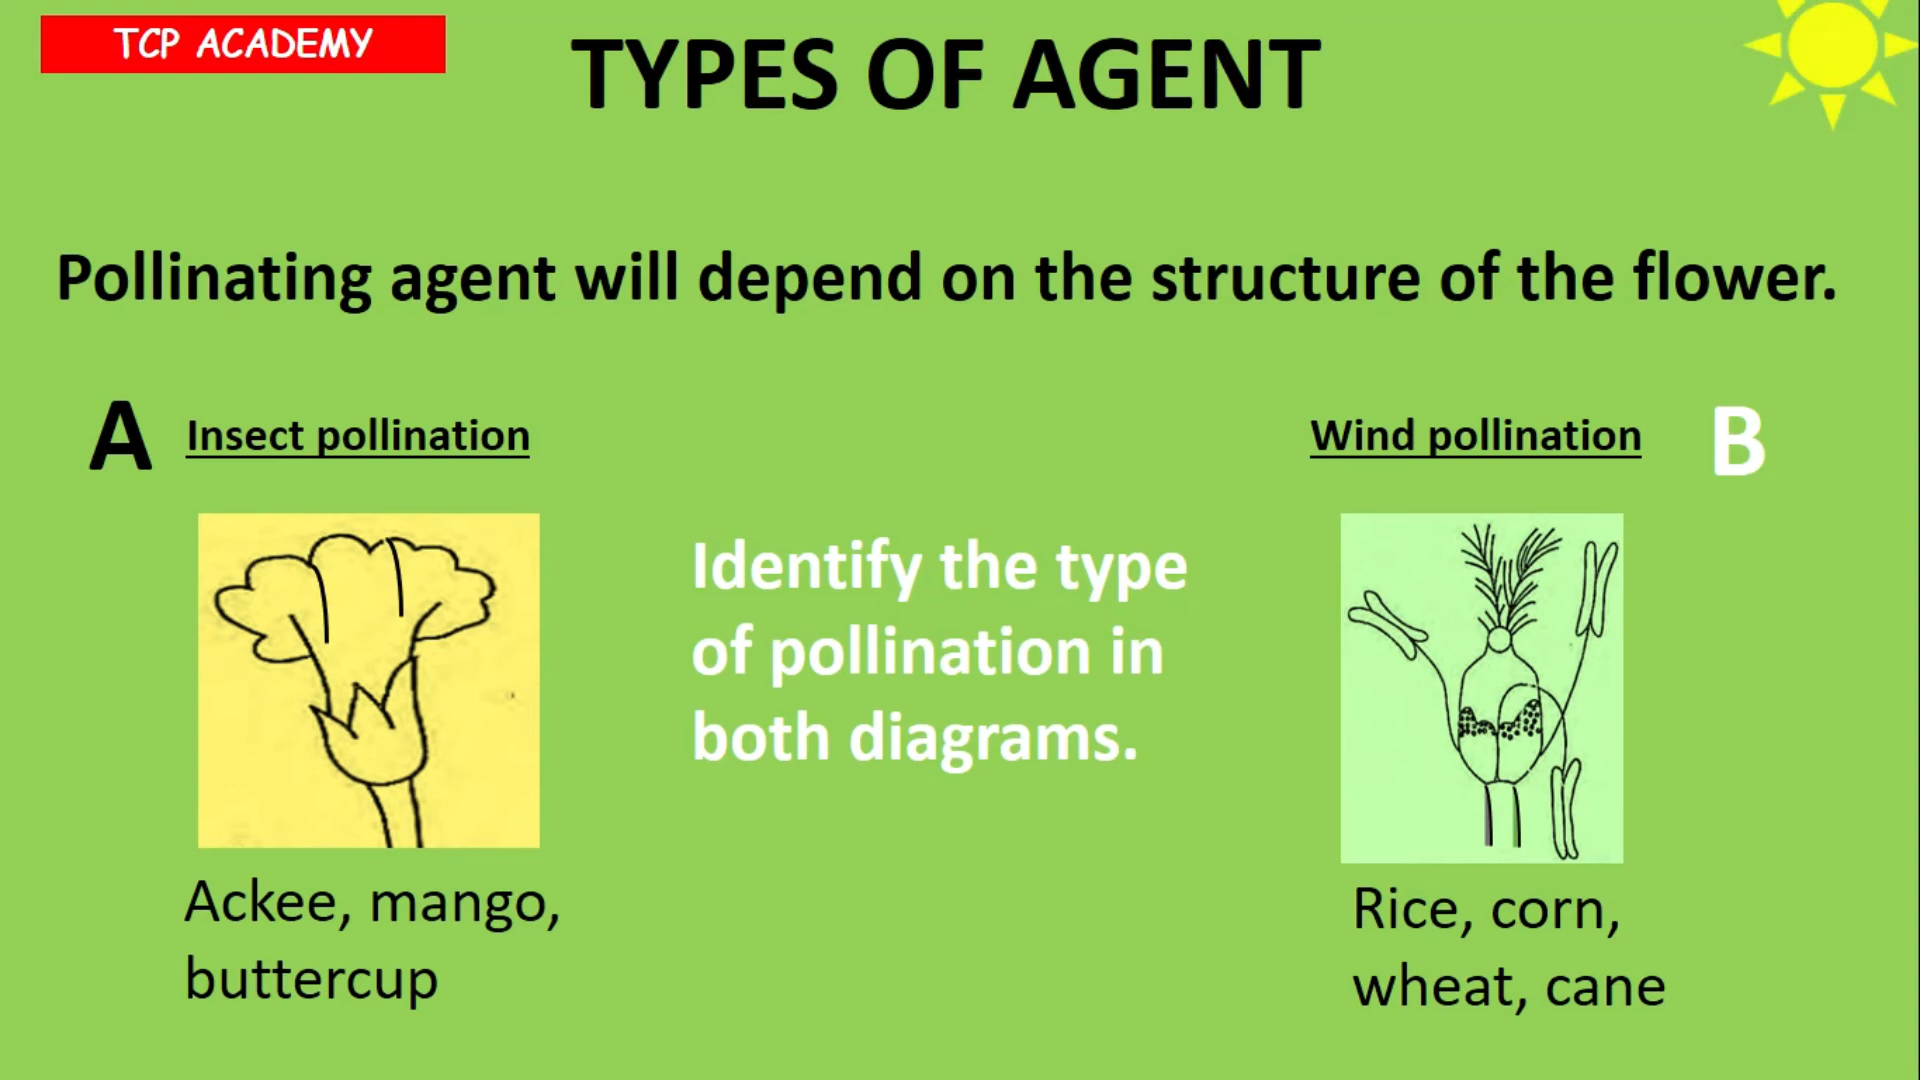 TCP ACADEMY
TYPES OF AGENT
Pollinating agent will depend on the structure of the flower.
A
Insect pollination
Wind pollination
B
Identify the type
of pollination in
both diagrams.
Ackee, mango,
buttercup
Rice, corn,
wheat, cane